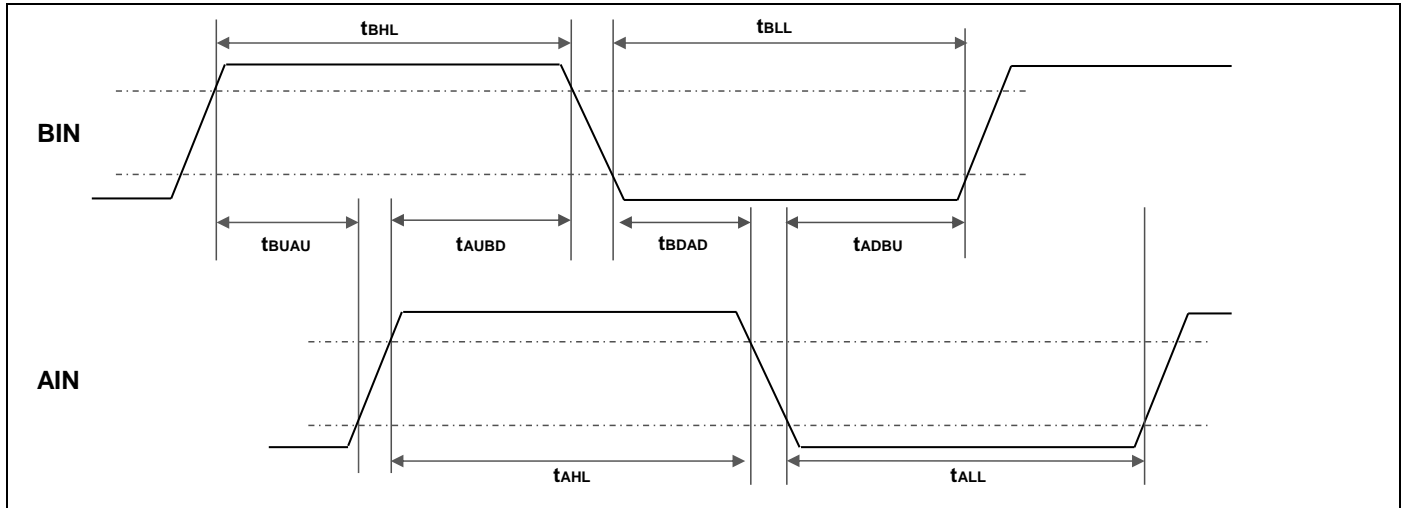 tBHL tBLL
BIN
tBUAU tAUBD tBDAD tADBU
AIN
tAHL tALL